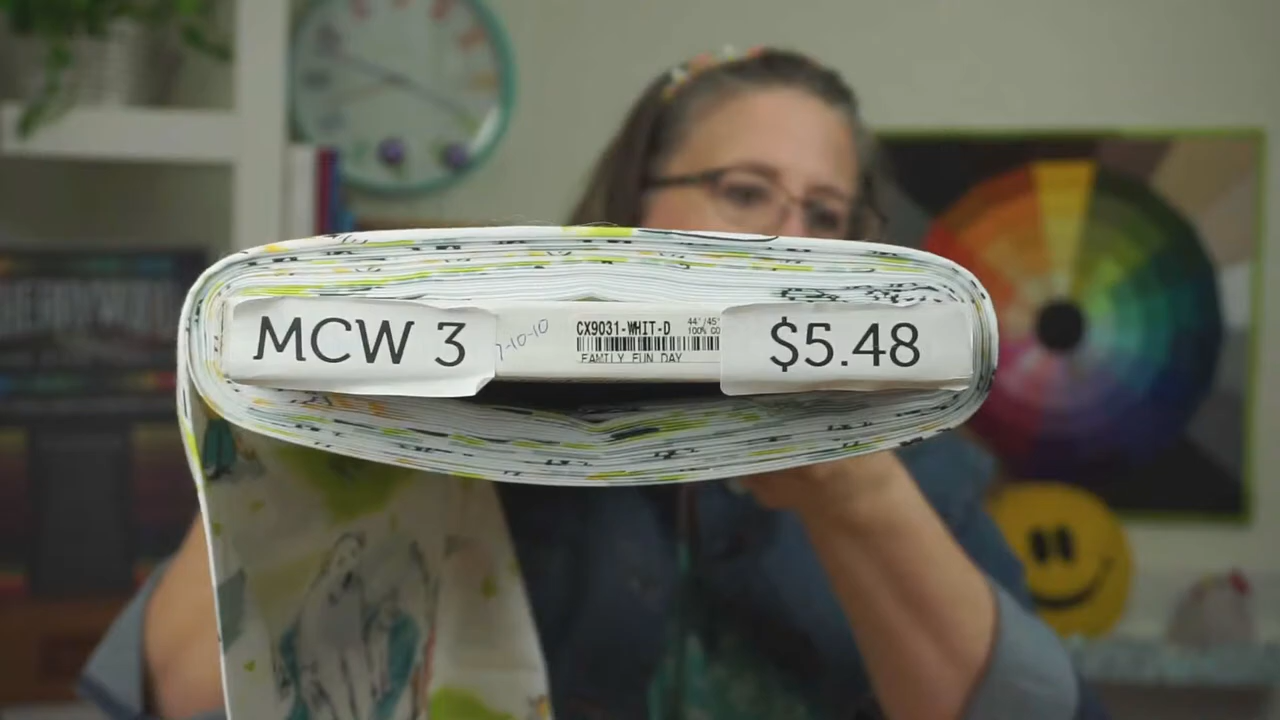 MCW 3
7-10-10
CX9031-WHIT-D
44"/45"
100% CO
FAMILY FUN DAY
$5.48